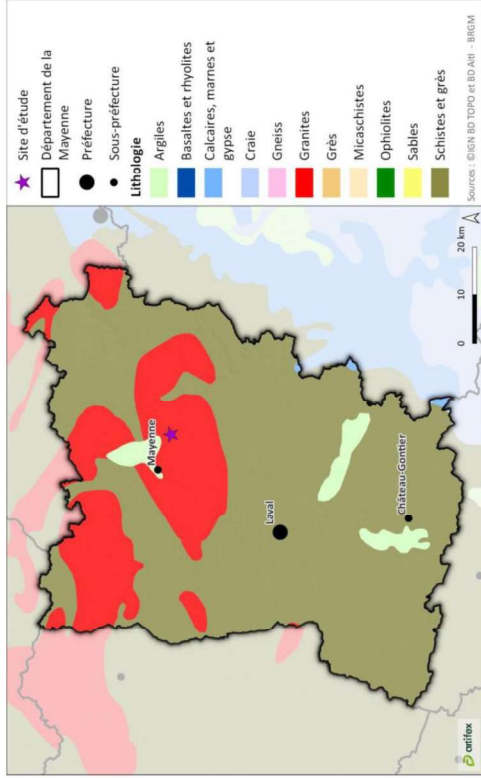 Site d'étude
Département de la
Mayenne
Préfecture
Sous-préfecture
Lithologie
Argiles
Basaltes et rhyolites
Calcaires, marnes et
gypse
Craie
Gneiss
Granites
Grès
Micaschistes
Ophiolites
Sables
Schistes et grès
Sources : ©IGN BD TOPO et BD Alti - BRGM
Mayenne
Laval
Château-Gontier
0 10 20 km
artifex